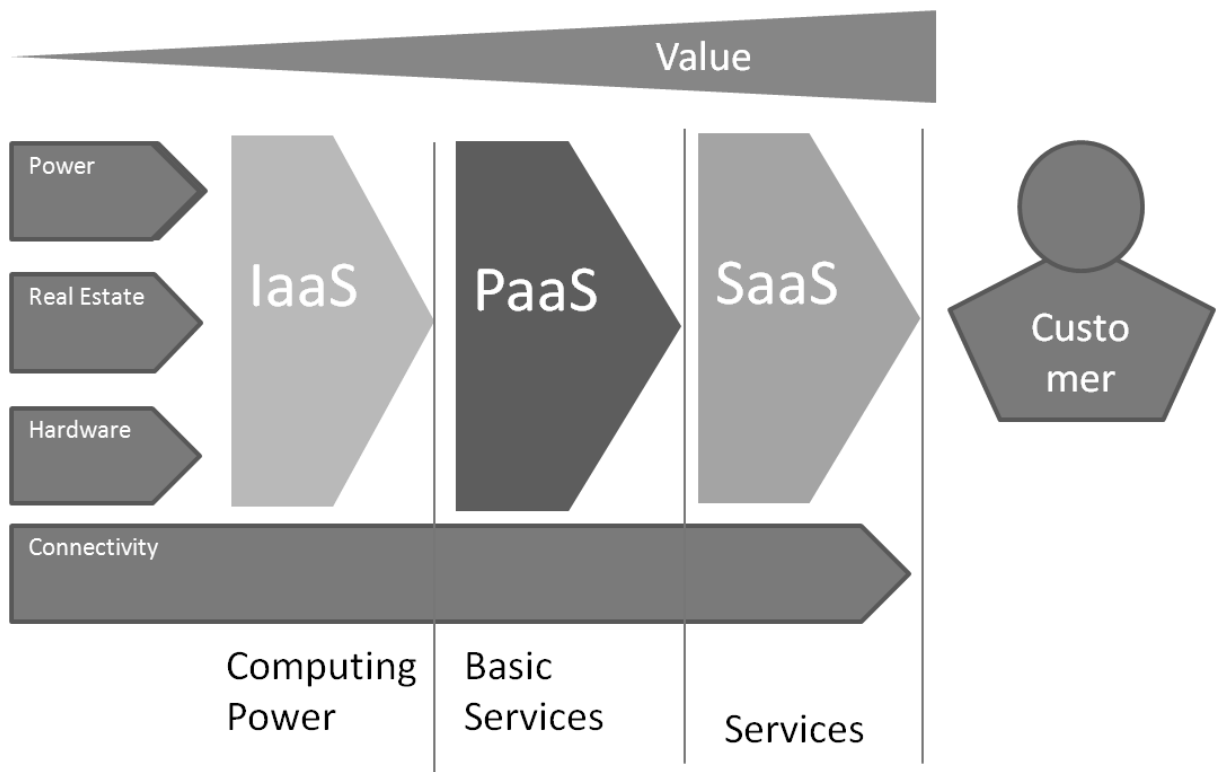 Value
Power
IaaS
PaaS
SaaS
Real Estate
Hardware
Custo
mer
Connectivity
Computing
Power
Basic
Services
Services